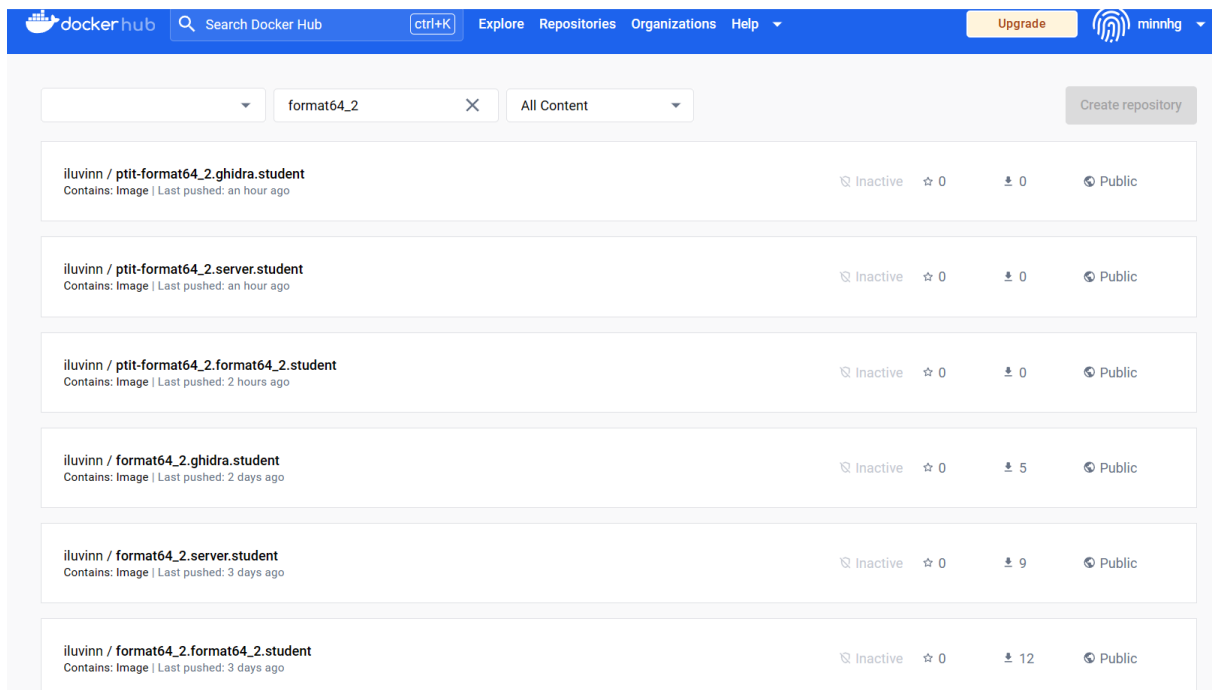 dockerhub Search Docker Hub ctrl+K Explore Repositories Organizations Help Upgrade minnhg
format64_2 All Content Create repository
iluvinn / ptit-format64_2.ghidra.student
Contains: Image | Last pushed: an hour ago
Inactive 0 0 Public
iluvinn / ptit-format64_2.server.student
Contains: Image | Last pushed: an hour ago
Inactive 0 0 Public
iluvinn / ptit-format64_2.format64_2.student
Contains: Image | Last pushed: 2 hours ago
Inactive 0 0 Public
iluvinn / format64_2.ghidra.student
Contains: Image | Last pushed: 2 days ago
Inactive 0 5 Public
iluvinn / format64_2.server.student
Contains: Image | Last pushed: 3 days ago
Inactive 0 9 Public
iluvinn / format64_2.format64_2.student
Contains: Image | Last pushed: 3 days ago
Inactive 0 12 Public